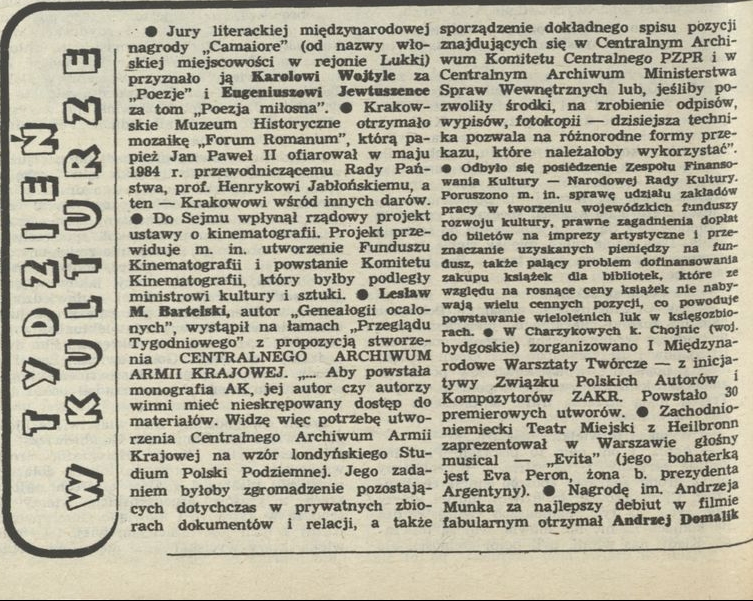 TYDZIEŃ
W KULTURZE
● Jury literackiej międzynarodowej
nagrody „Camaiore” (od nazwy wło-
skiej miejscowości w rejonie Lukki)
przyznało ją Karolowi Wojtyle za
„Poezje” i Eugeniuszowi Jewtuszence
za tom „Poezja miłosna”. ● Krakow-
skie Muzeum Historyczne otrzymało
mozaikę „Forum Romanum”, którą pa-
pież Jan Paweł II ofiarował w maju
1984 r. przewodniczącemu Rady Pań-
stwa, prof. Henrykowi Jabłońskiemu, a
ten — Krakowowi wśród innych darów.
● Do Sejmu wpłynął rządowy projekt
ustawy o kinematografii. Projekt prze-
widuje m. in. utworzenie Funduszu
Kinematografii i powstanie Komitetu
Kinematografii, który byłby podległy
ministrowi kultury i sztuki. ● Lesław
M. Bartelski, autor „Genealogii ocalo-
nych”, wystąpił na łamach „Przeglądu
Tygodniowego” z propozycją stworze-
nia CENTRALNEGO ARCHIWUM
ARMII KRAJOWEJ. „... Aby powstała
monografia AK, jej autor czy autorzy
winni mieć nieskrępowany dostęp do
materiałów. Widzę więc potrzebę utwo-
rzenia Centralnego Archiwum Armii
Krajowej na wzór londyńskiego Stu-
dium Polski Podziemnej. Jego zada-
niem byłoby zgromadzenie pozostają-
cych dotychczas w prywatnych zbio-
rach dokumentów i relacji, a także
sporządzenie dokładnego spisu pozycji
znajdujących się w Centralnym Archi-
wum Komitetu Centralnego PZPR i w
Centralnym Archiwum Ministerstwa
Spraw Wewnętrznych lub, jeśliby po-
zwoliły środki, na zrobienie odpisów,
wypisów, fotokopii — dzisiejsza techni-
ka pozwala na różnorodne formy prze-
kazu, które należałoby wykorzystać”.
● Odbyło się posiedzenie Zespołu Finanso-
wania Kultury — Narodowej Rady Kultury.
Poruszono m. in. sprawę udziału zakładów
pracy w tworzeniu wojewódzkich funduszy
rozwoju kultury, prawne zagadnienia dopłat
do biletów na imprezy artystyczne i prze-
znaczanie uzyskanych pieniędzy na fun-
dusz, także palący problem dofinansowania
zakupu książek dla bibliotek, które ze
względu na rosnące ceny książek nie naby-
wają wielu cennych pozycji, co powoduje
powstawanie wieloletnich luk w księgozbio-
rach. ● W Charzykowych k. Chojnic (woj.
bydgoskie) zorganizowano I Międzyna-
rodowe Warsztaty Twórcze — z inicja-
tywy Związku Polskich Autorów i
Kompozytorów ZAKR. Powstało 30
premierowych utworów. ● Zachodnio-
niemiecki Teatr Miejski z Heilbronn
zaprezentował w Warszawie głośny
musical — „Evita” (jego bohaterką
jest Eva Peron, żona b. prezydenta
Argentyny). ● Nagrodę im. Andrzeja
Munka za najlepszy debiut w filmie
fabularnym otrzymał Andrzej Domalik